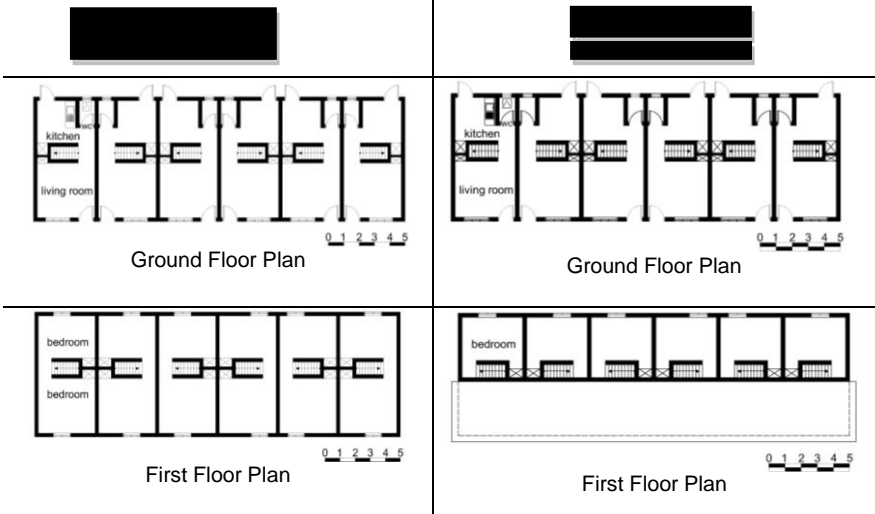 kitchen
WC
living room
0 1 2 3 4 5
Ground Floor Plan
kitchen
WC
living room
0 1 2 3 4 5
Ground Floor Plan
bedroom
bedroom
0 1 2 3 4 5
First Floor Plan
bedroom
0 1 2 3 4 5
First Floor Plan